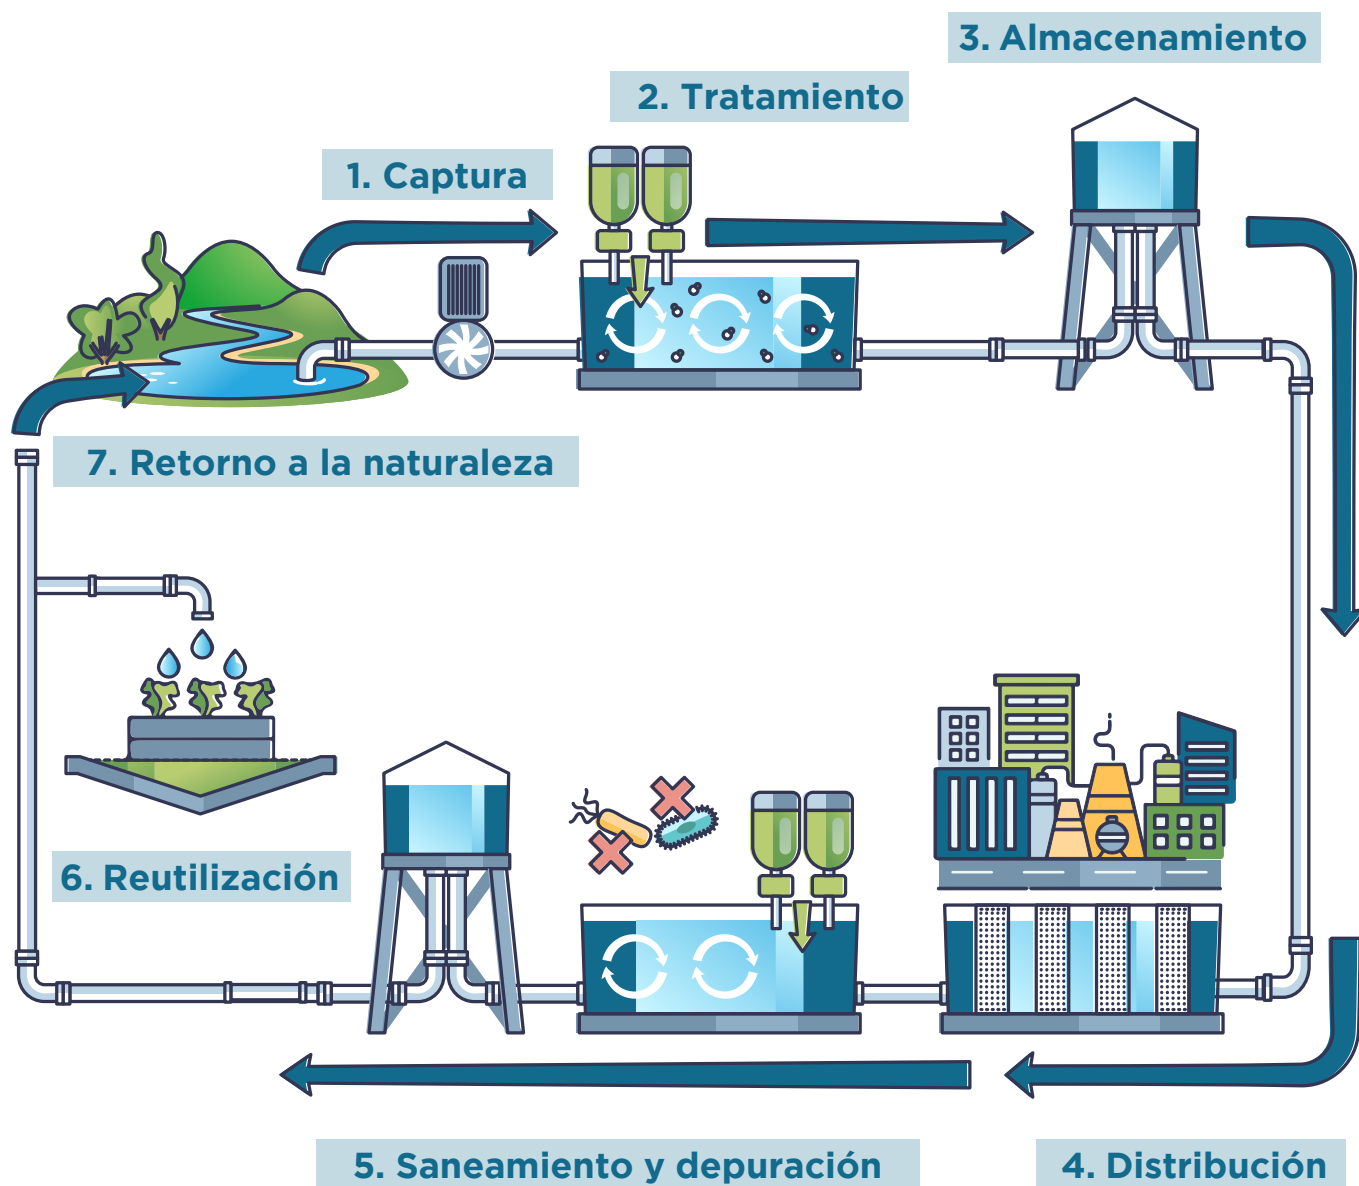 3. Almacenamiento
2. Tratamiento
1. Captura
7. Retorno a la naturaleza
6. Reutilización
5. Saneamiento y depuración
4. Distribución